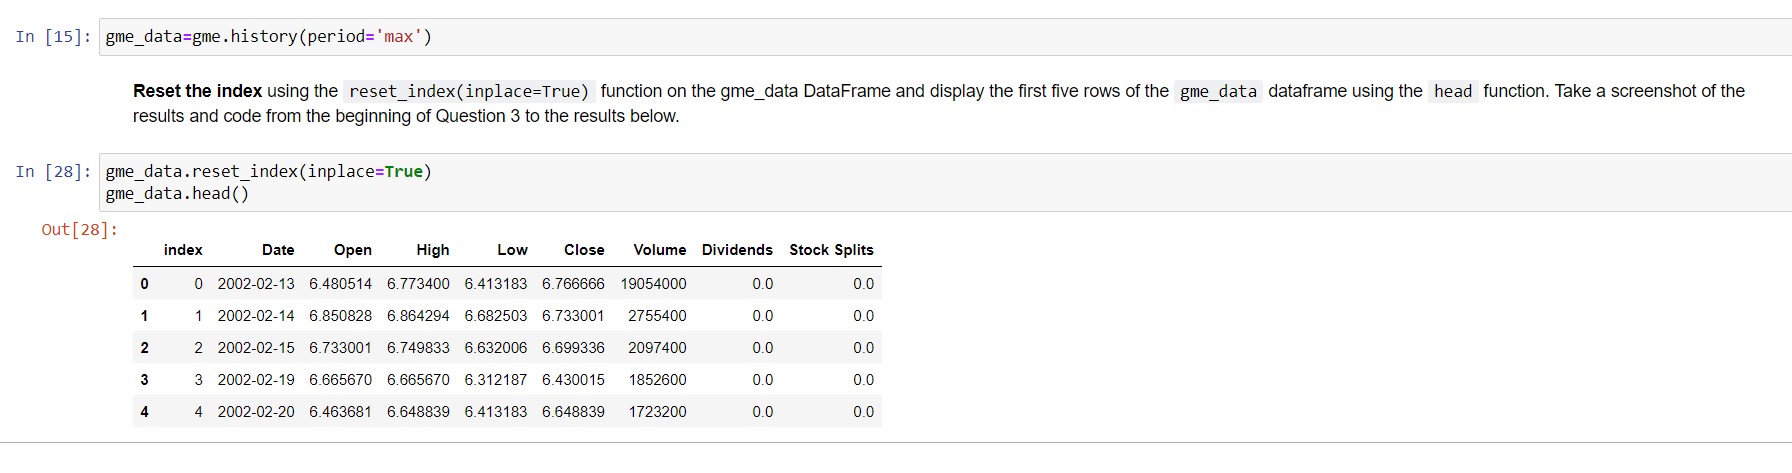 In [15]: gme_data=gme.history(period='max')
Reset the index using the reset_index(inplace=True) function on the gme_data DataFrame and display the first five rows of the gme_data dataframe using the head function. Take a screenshot of the
results and code from the beginning of Question 3 to the results below.
In [28]: gme_data.reset_index(inplace=True)
gme_data.head()
Out[28]:
index Date Open High Low Close Volume Dividends Stock Splits
0 0 2002-02-13 6.480514 6.773400 6.413183 6.766666 19054000 0.0 0.0
1 1 2002-02-14 6.850828 6.864294 6.682503 6.733001 2755400 0.0 0.0
2 2 2002-02-15 6.733001 6.749833 6.632006 6.699336 2097400 0.0 0.0
3 3 2002-02-19 6.665670 6.665670 6.312187 6.430015 1852600 0.0 0.0
4 4 2002-02-20 6.463681 6.648839 6.413183 6.648839 1723200 0.0 0.0